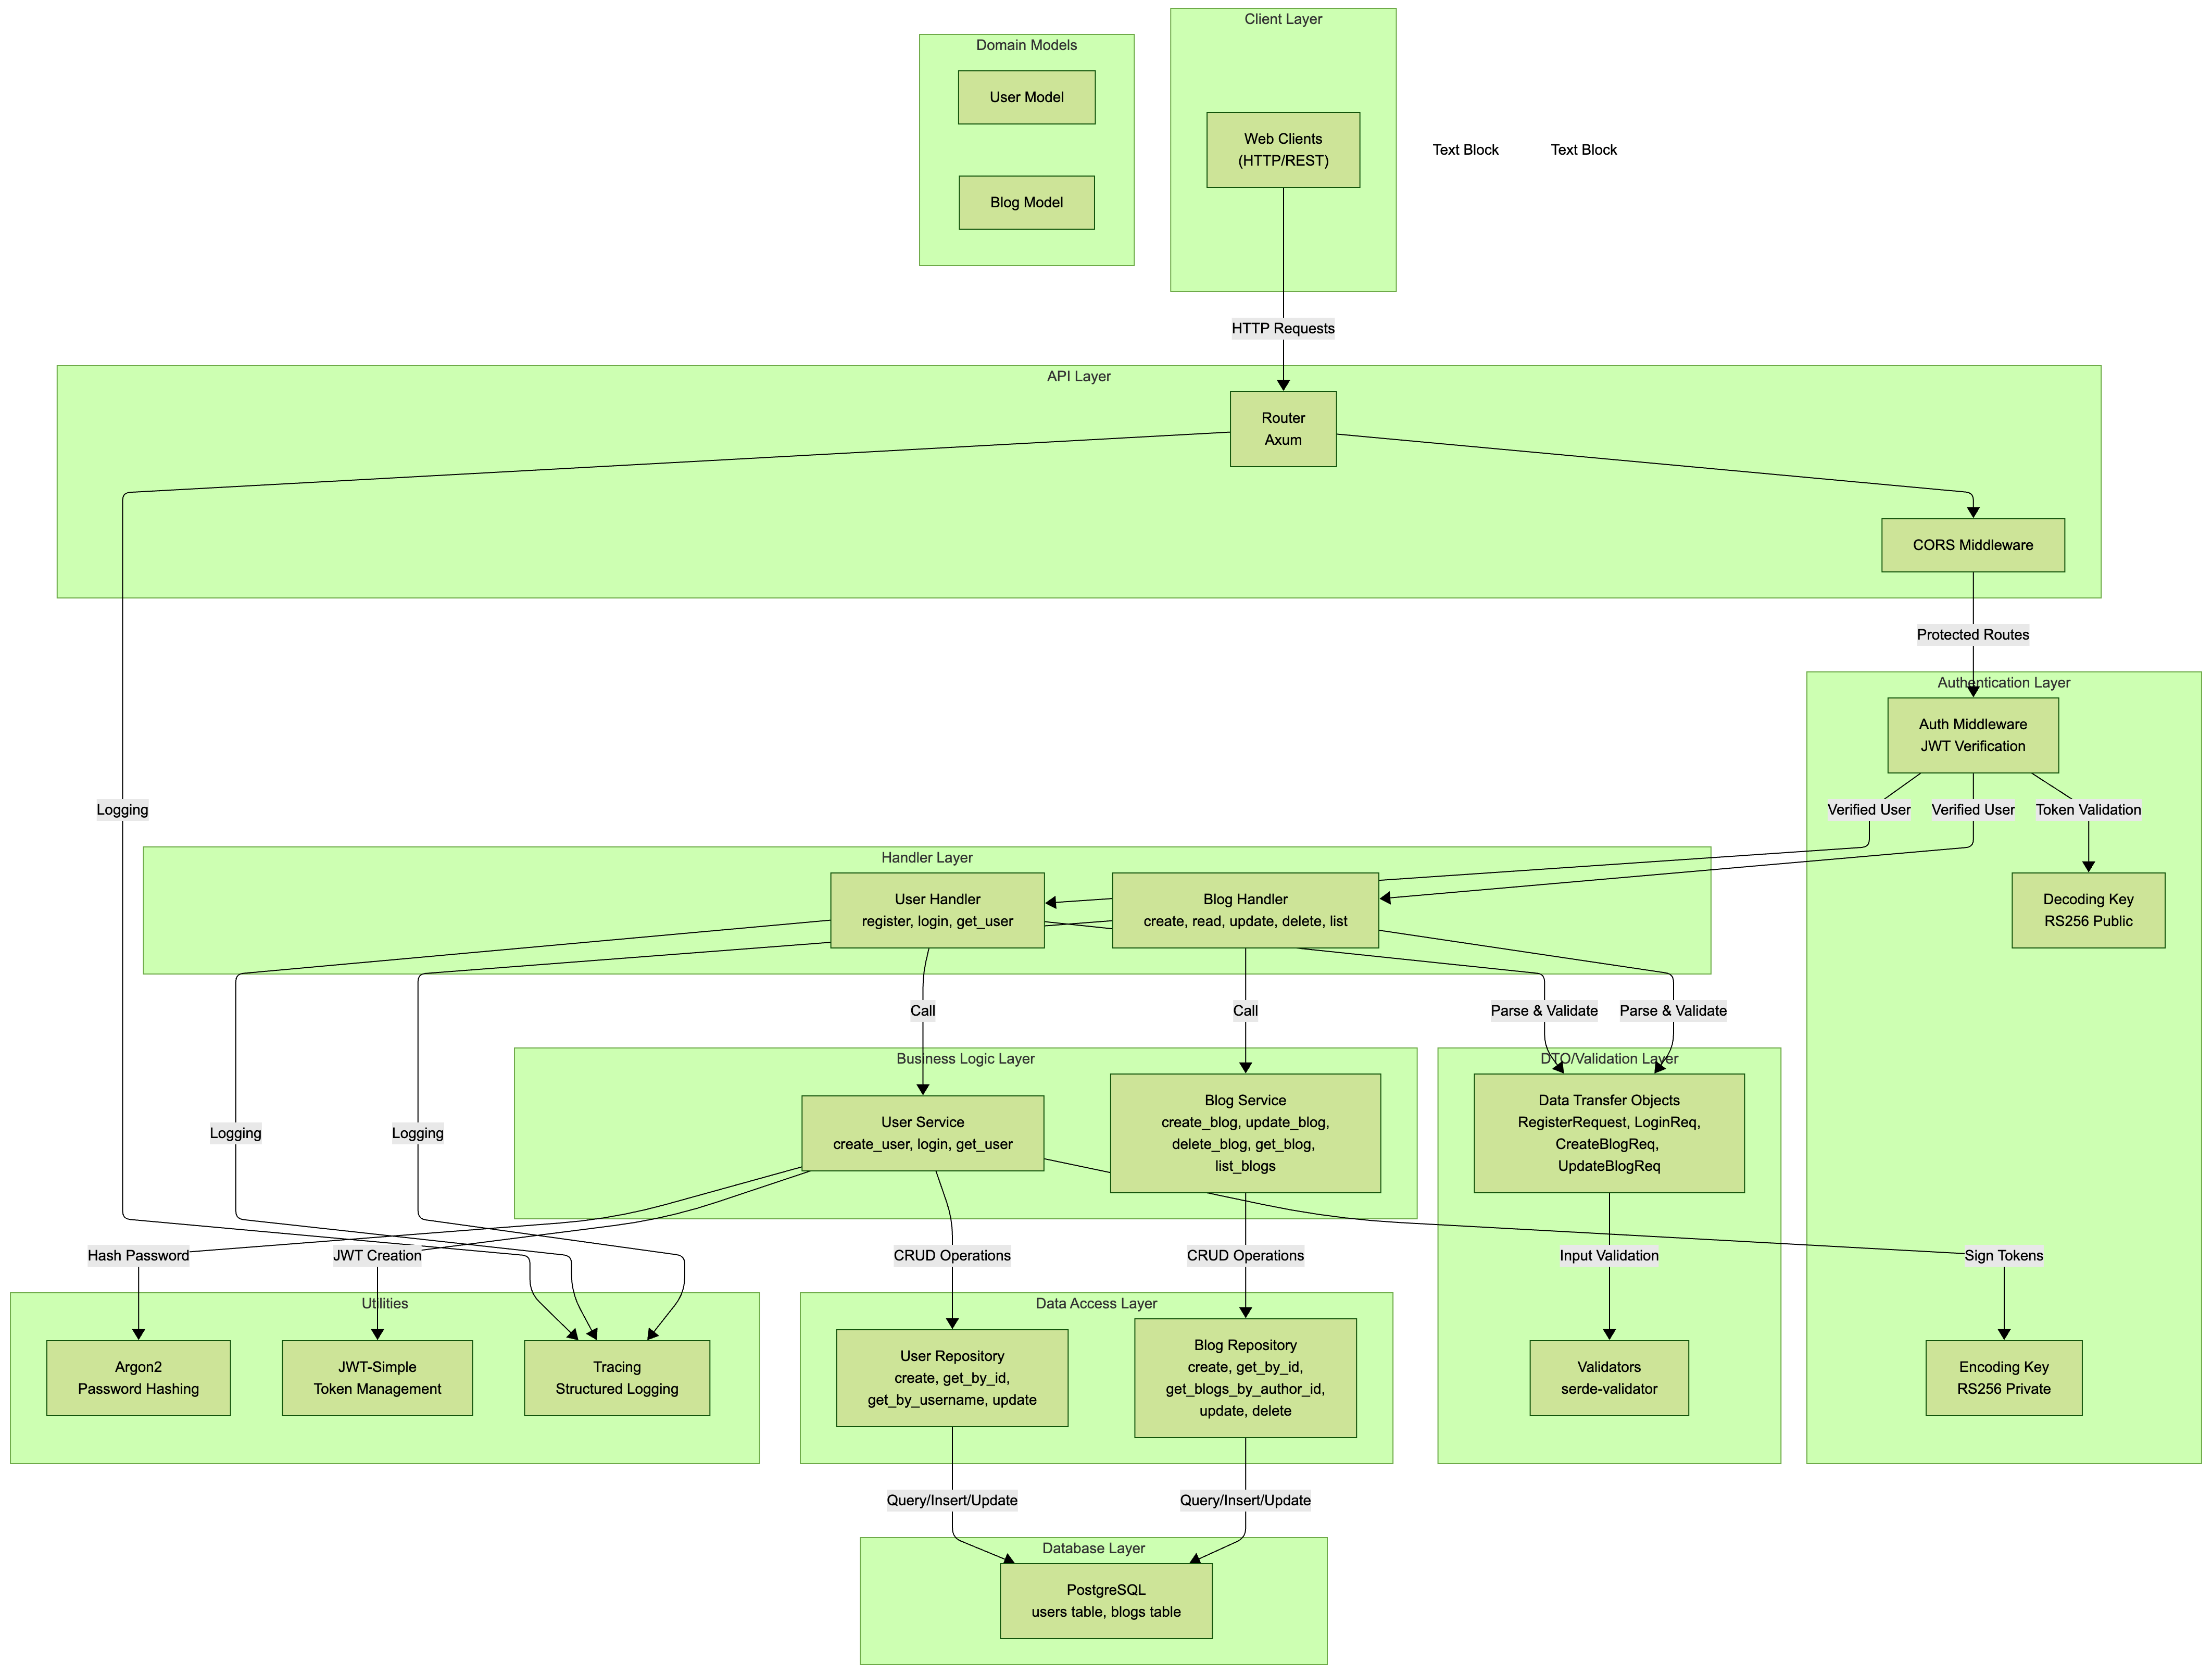 Client Layer
Domain Models
User Model
Web Clients
(HTTP/REST)
Text Block
Text Block
Blog Model
HTTP Requests
API Layer
Router
Axum
CORS Middleware
Protected Routes
Authentication Layer
Auth Middleware
JWT Verification
Logging
Verified User
Verified User
Token Validation
Handler Layer
User Handler
register, login, get_user
Blog Handler
create, read, update, delete, list
Decoding Key
RS256 Public
Call
Call
Parse & Validate
Parse & Validate
Business Logic Layer
DTO/Validation Layer
User Service
create_user, login, get_user
Blog Service
create_blog, update_blog,
delete_blog, get_blog,
list_blogs
Data Transfer Objects
RegisterRequest, LoginReq,
CreateBlogReq,
UpdateBlogReq
Logging
Logging
Hash Password
JWT Creation
CRUD Operations
CRUD Operations
Input Validation
Sign Tokens
Utilities
Data Access Layer
Argon2
Password Hashing
JWT-Simple
Token Management
Tracing
Structured Logging
User Repository
create, get_by_id,
get_by_username, update
Blog Repository
create, get_by_id,
get_blogs_by_author_id,
update, delete
Validators
serde-validator
Encoding Key
RS256 Private
Query/Insert/Update
Query/Insert/Update
Database Layer
PostgreSQL
users table, blogs table